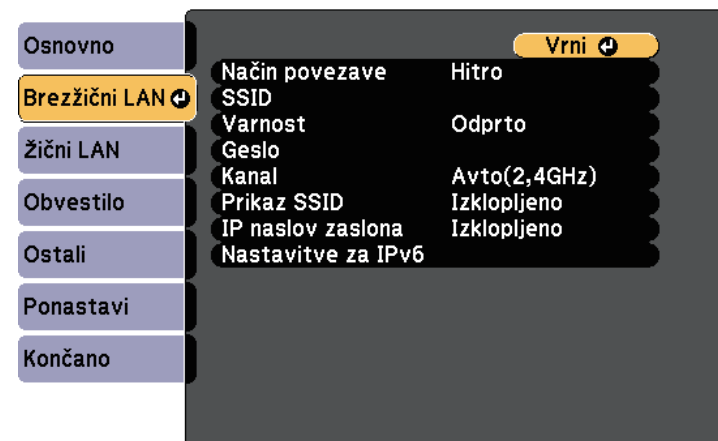 Osnovno
Brezžični LAN
Žični LAN
Obvestilo
Ostali
Ponastavi
Končano
Vrni
Način povezave Hitro
SSID
Varnost Odprto
Geslo
Kanal Avto(2,4GHz)
Prikaz SSID Izklopljeno
IP naslov zaslona Izklopljeno
Nastavitve za IPv6